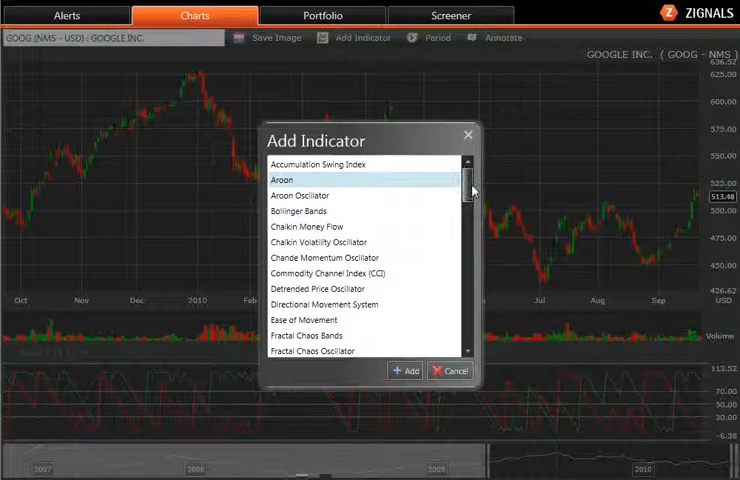 Alerts
Charts
Portfolio
Screener
ZIGNALS
GOOG (NMS - USD) : GOOGLE INC.
Save Image
Add Indicator
Period
Annotate
GOOGLE INC. ( GOOG - NMS )
636.52
625.00
600.00
575.00
550.00
525.00
513.48
500.00
475.00
450.00
426.62
Add Indicator
Accumulation Swing Index
Aroon
Aroon Oscillator
Bollinger Bands
Chaikin Money Flow
Chaikin Volatility Oscillator
Chande Momentum Oscillator
Commodity Channel Index (CCI)
Detrended Price Oscillator
Directional Movement System
Ease of Movement
Fractal Chaos Bands
Fractal Chaos Oscillator
Add
Cancel
Oct
Nov
Dec
2010
Feb
Jul
Aug
Sep
USD
Volume
113.52
70.00
50.00
30.00
-6.38
2007
2008
2009
2010